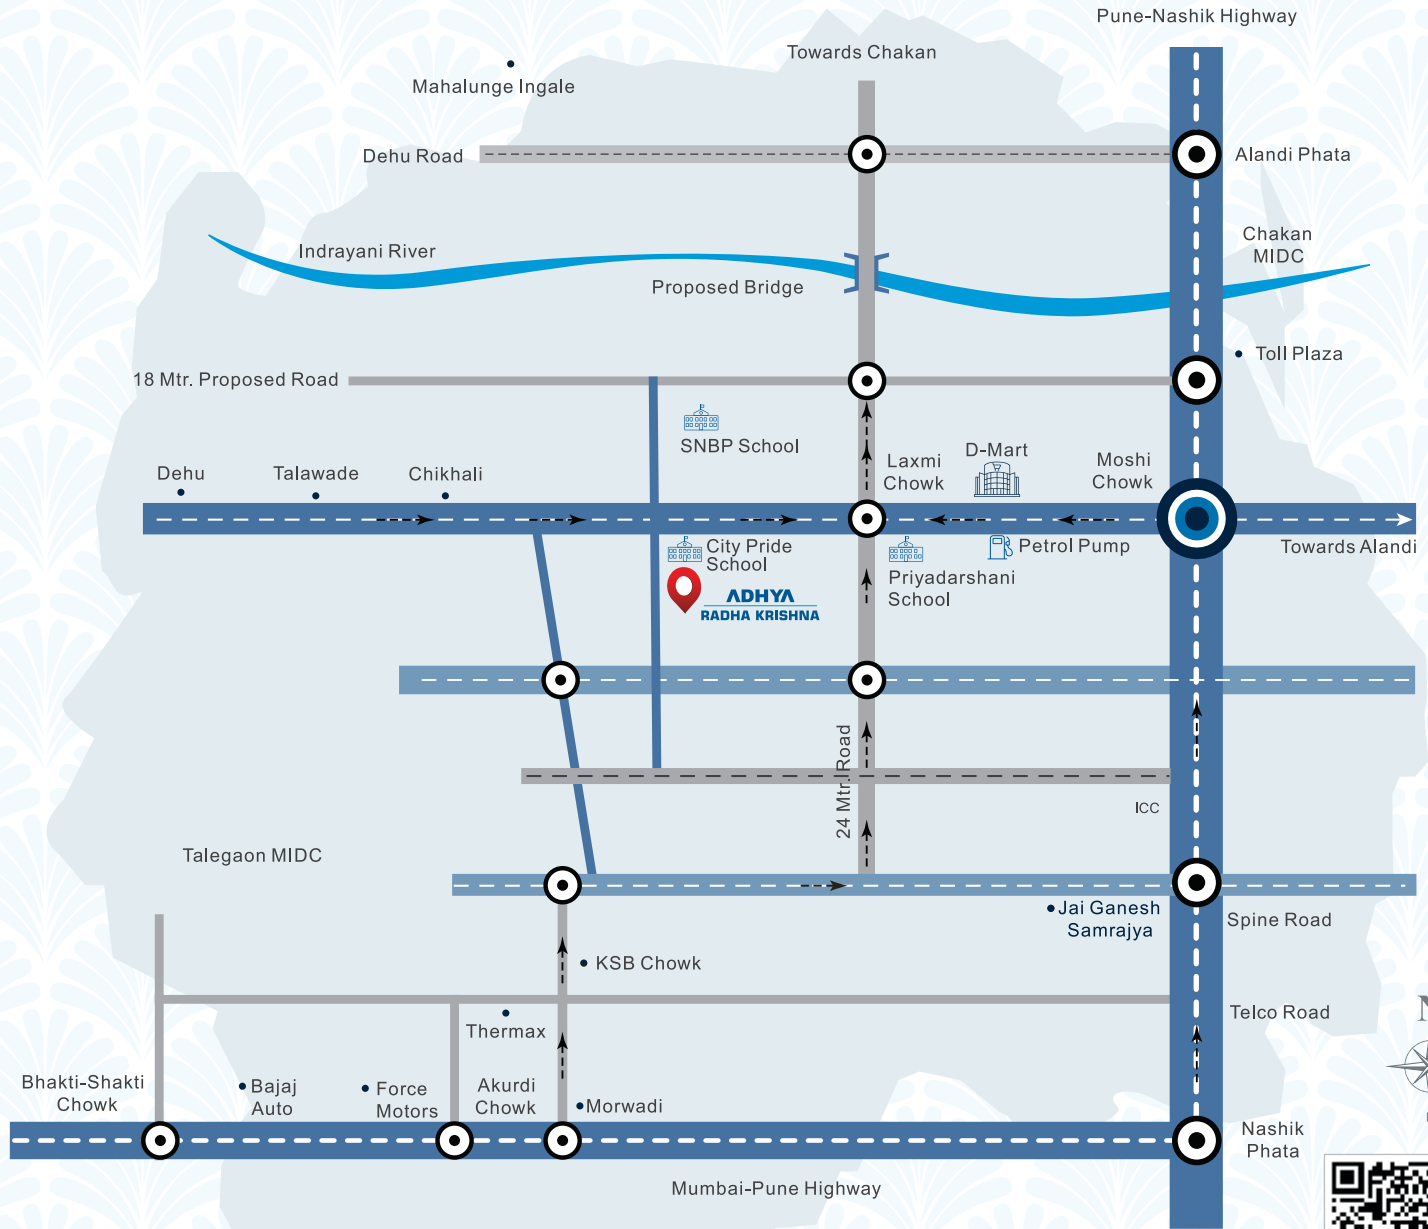 Pune-Nashik Highway
Towards Chakan
Mahalunge Ingale
Dehu Road
Alandi Phata
Chakan
MIDC
Indrayani River
Proposed Bridge
Toll Plaza
18 Mtr. Proposed Road
SNBP School
Dehu
Talawade
Chikhali
Laxmi
Chowk
D-Mart
Moshi
Chowk
City Pride
School
Petrol Pump
Towards Alandi
Priyadarshani
School
ADHYA
RADHA KRISHNA
24 Mtr. Road
ICC
Talegaon MIDC
Jai Ganesh
Samrajya
Spine Road
KSB Chowk
Telco Road
Thermax
Bhakti-Shakti
Chowk
Bajaj
Auto
Force
Motors
Akurdi
Chowk
Morwadi
Nashik
Phata
Mumbai-Pune Highway